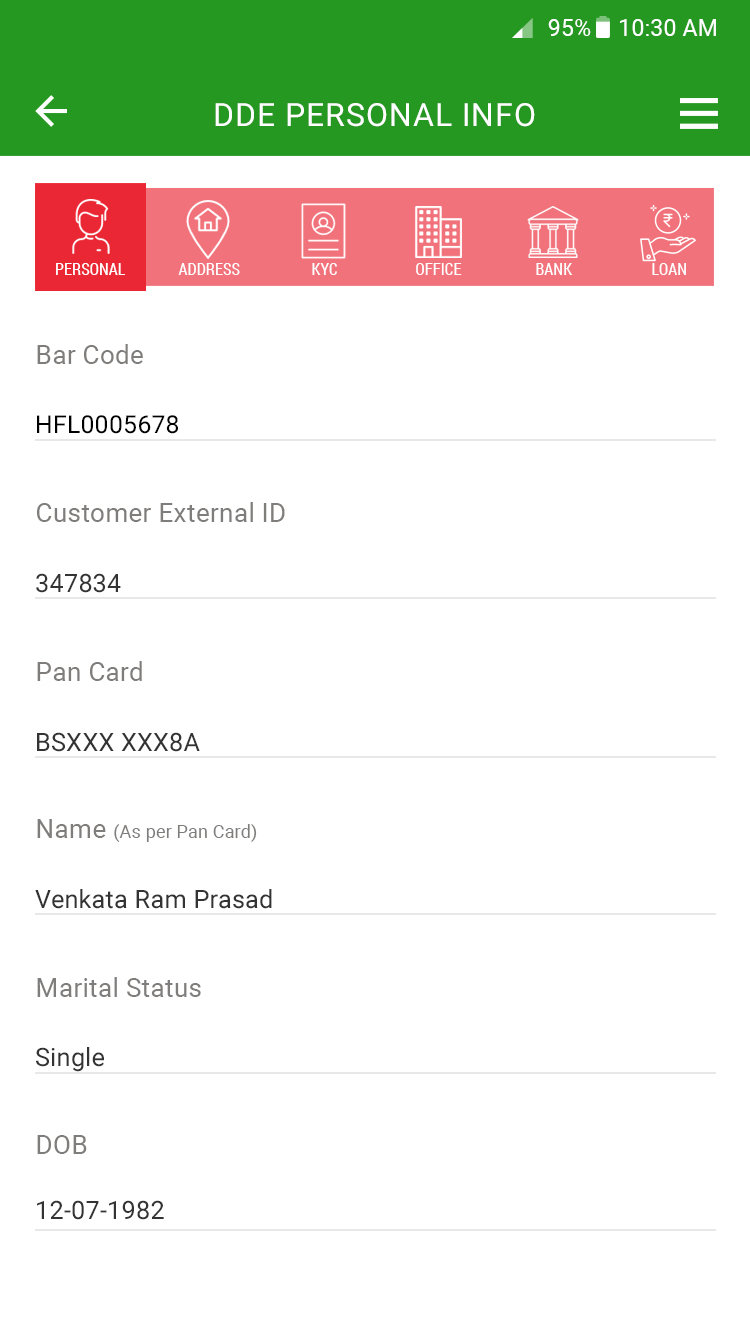 95% 10:30 AM
DDE PERSONAL INFO
PERSONAL ADDRESS KYC OFFICE BANK LOAN
Bar Code
HFL0005678
Customer External ID
347834
Pan Card
BSXXX XXX8A
Name (As per Pan Card)
Venkata Ram Prasad
Marital Status
Single
DOB
12-07-1982